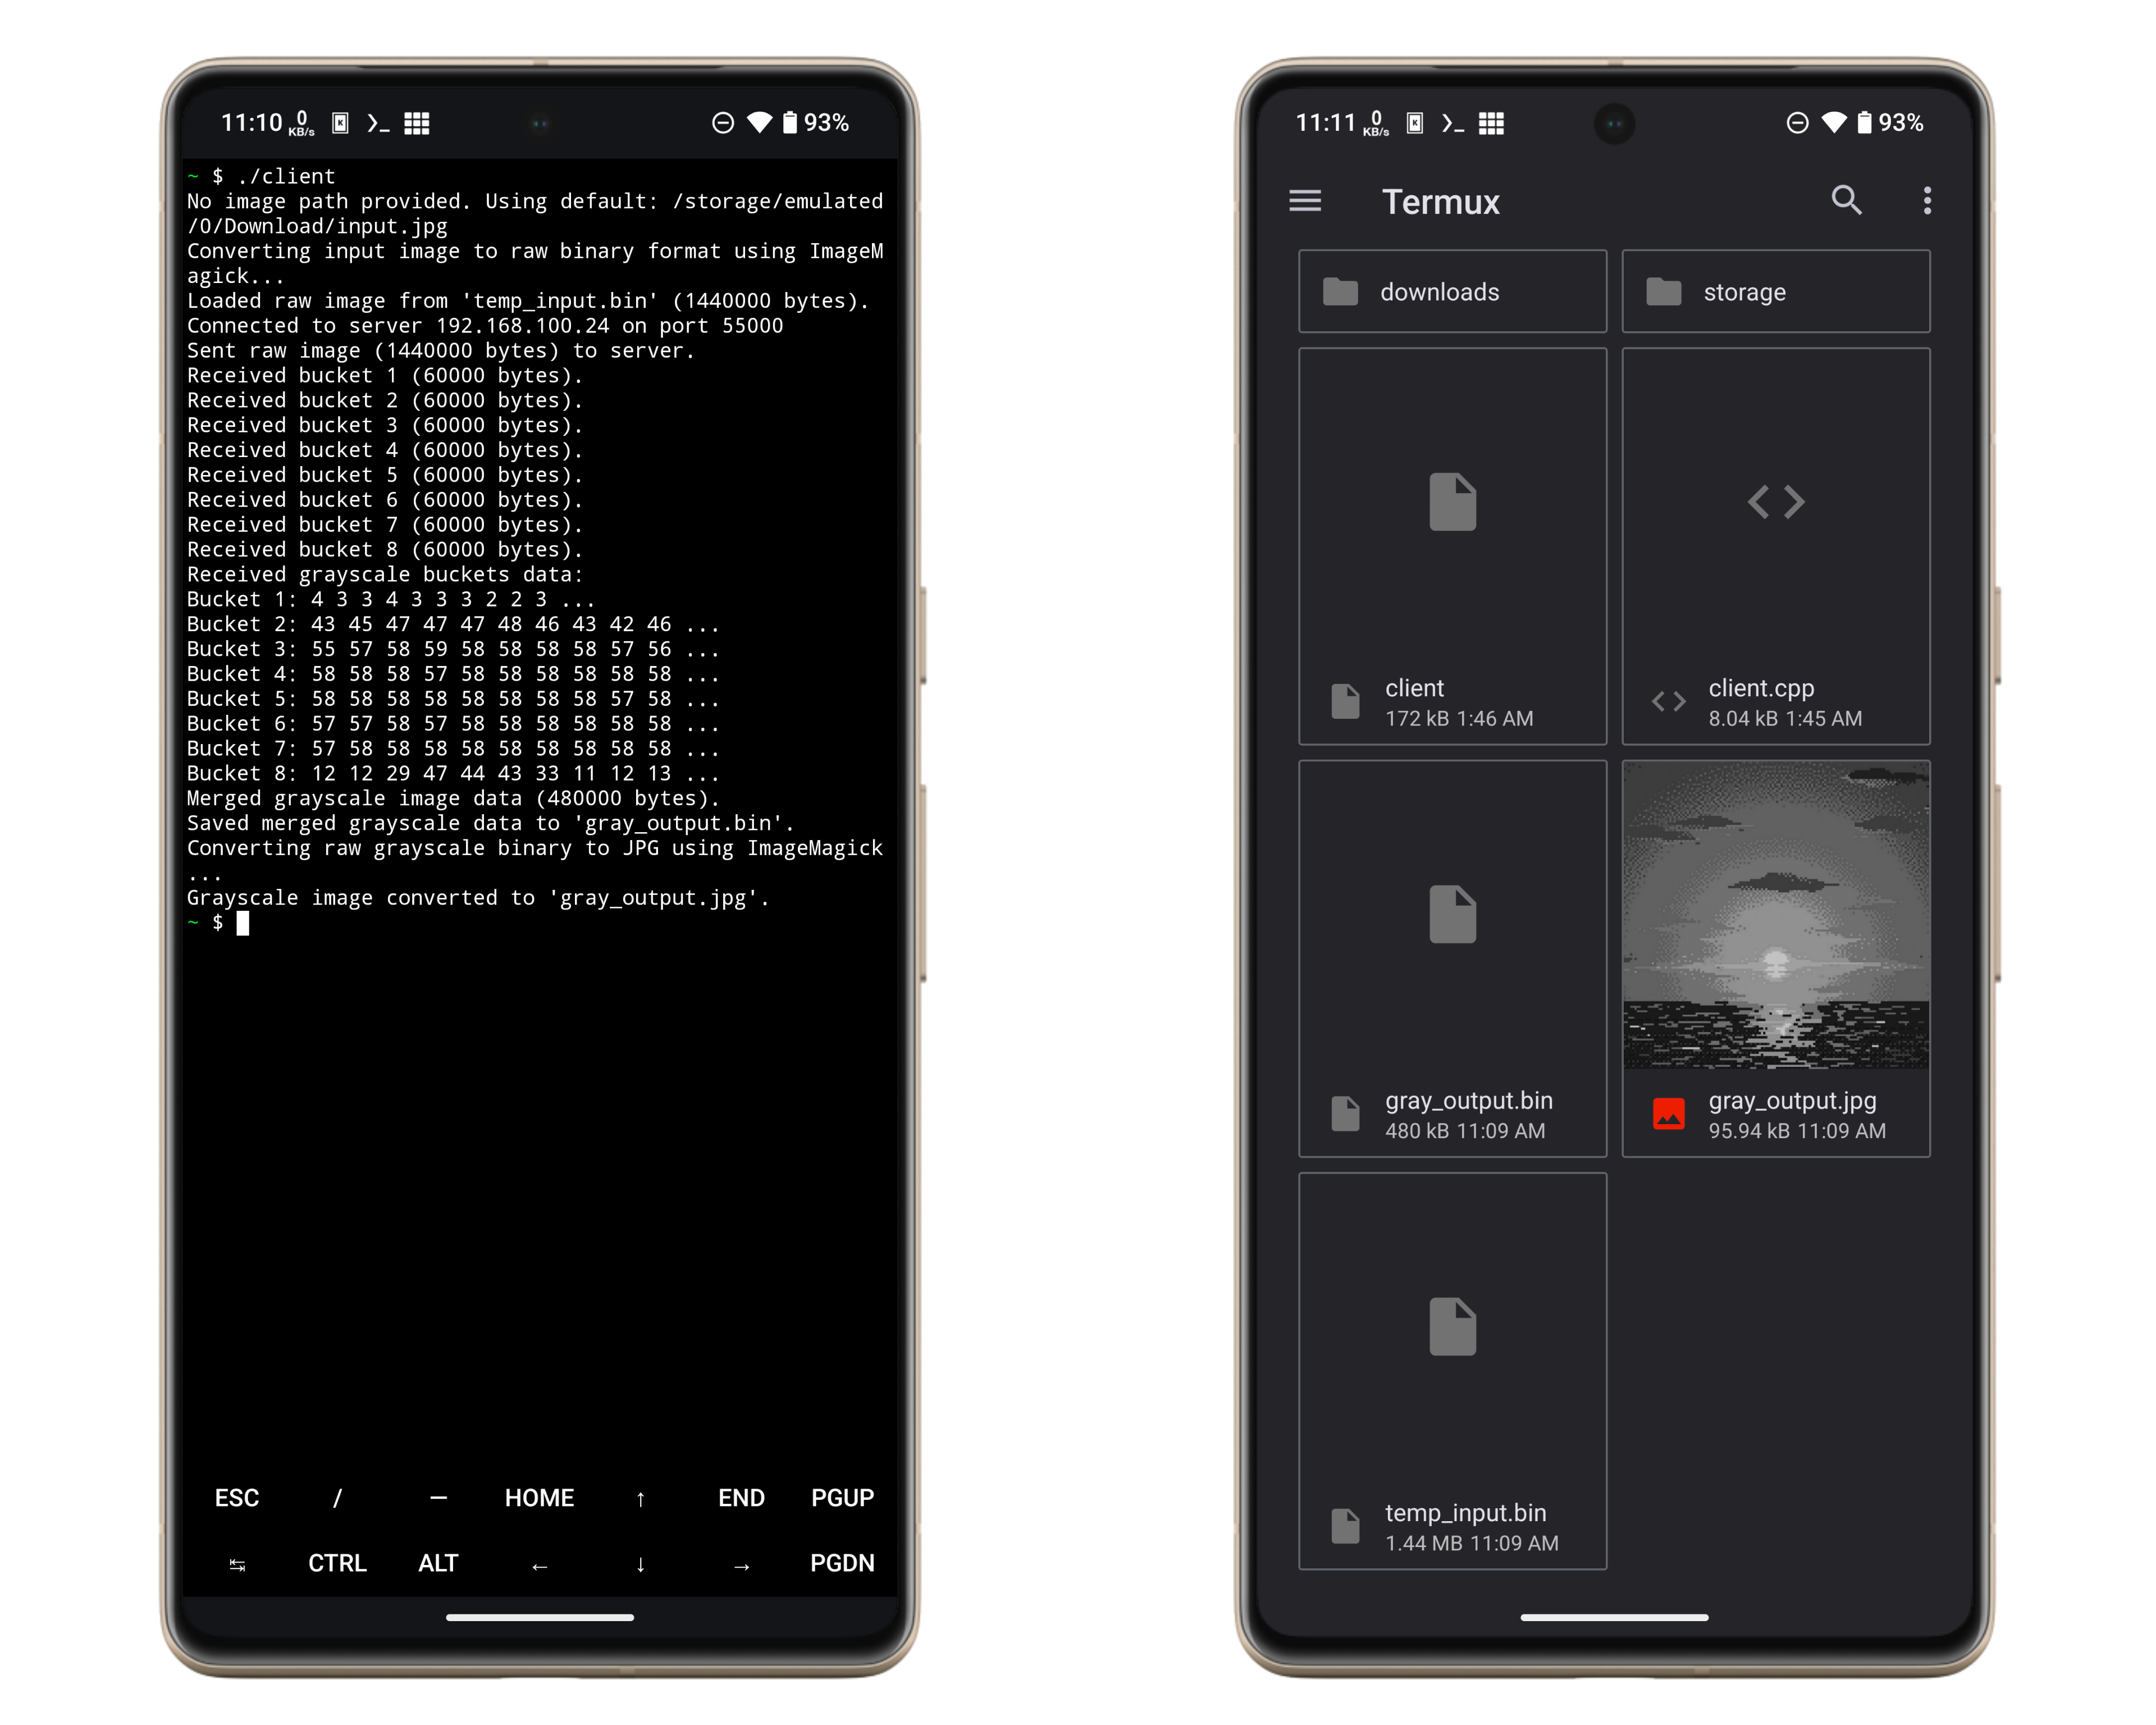 11:10 0 KB/s K >_ 93%
~ $ ./client
No image path provided. Using default: /storage/emulated
/0/Download/input.jpg
Converting input image to raw binary format using ImageM
agick...
Loaded raw image from 'temp_input.bin' (1440000 bytes).
Connected to server 192.168.100.24 on port 55000
Sent raw image (1440000 bytes) to server.
Received bucket 1 (60000 bytes).
Received bucket 2 (60000 bytes).
Received bucket 3 (60000 bytes).
Received bucket 4 (60000 bytes).
Received bucket 5 (60000 bytes).
Received bucket 6 (60000 bytes).
Received bucket 7 (60000 bytes).
Received bucket 8 (60000 bytes).
Received grayscale buckets data:
Bucket 1: 4 3 3 4 3 3 3 2 2 3 ...
Bucket 2: 43 45 47 47 47 48 46 43 42 46 ...
Bucket 3: 55 57 58 59 58 58 58 58 57 56 ...
Bucket 4: 58 58 58 57 58 58 58 58 58 58 ...
Bucket 5: 58 58 58 58 58 58 58 58 57 58 ...
Bucket 6: 57 57 58 57 58 58 58 58 58 58 ...
Bucket 7: 57 58 58 58 58 58 58 58 58 58 ...
Bucket 8: 12 12 29 47 44 43 33 11 12 13 ...
Merged grayscale image data (480000 bytes).
Saved merged grayscale data to 'gray_output.bin'.
Converting raw grayscale binary to JPG using ImageMagick
...
Grayscale image converted to 'gray_output.jpg'.
~ $
ESC / — HOME ↑ END PGUP
↹ CTRL ALT ← ↓ → PGDN
11:11 0 KB/s K >_ 93%
Termux
downloads
storage
client
172 kB 1:46 AM
client.cpp
8.04 kB 1:45 AM
gray_output.bin
480 kB 11:09 AM
gray_output.jpg
95.94 kB 11:09 AM
temp_input.bin
1.44 MB 11:09 AM